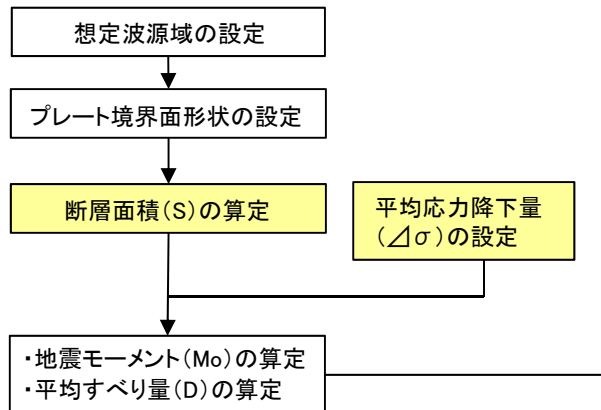 想定波源域の設定
プレート境界面形状の設定
断層面積(S)の算定
平均応力降下量
(⊿σ)の設定
・地震モーメント(Mo)の算定
・平均すべり量(D)の算定